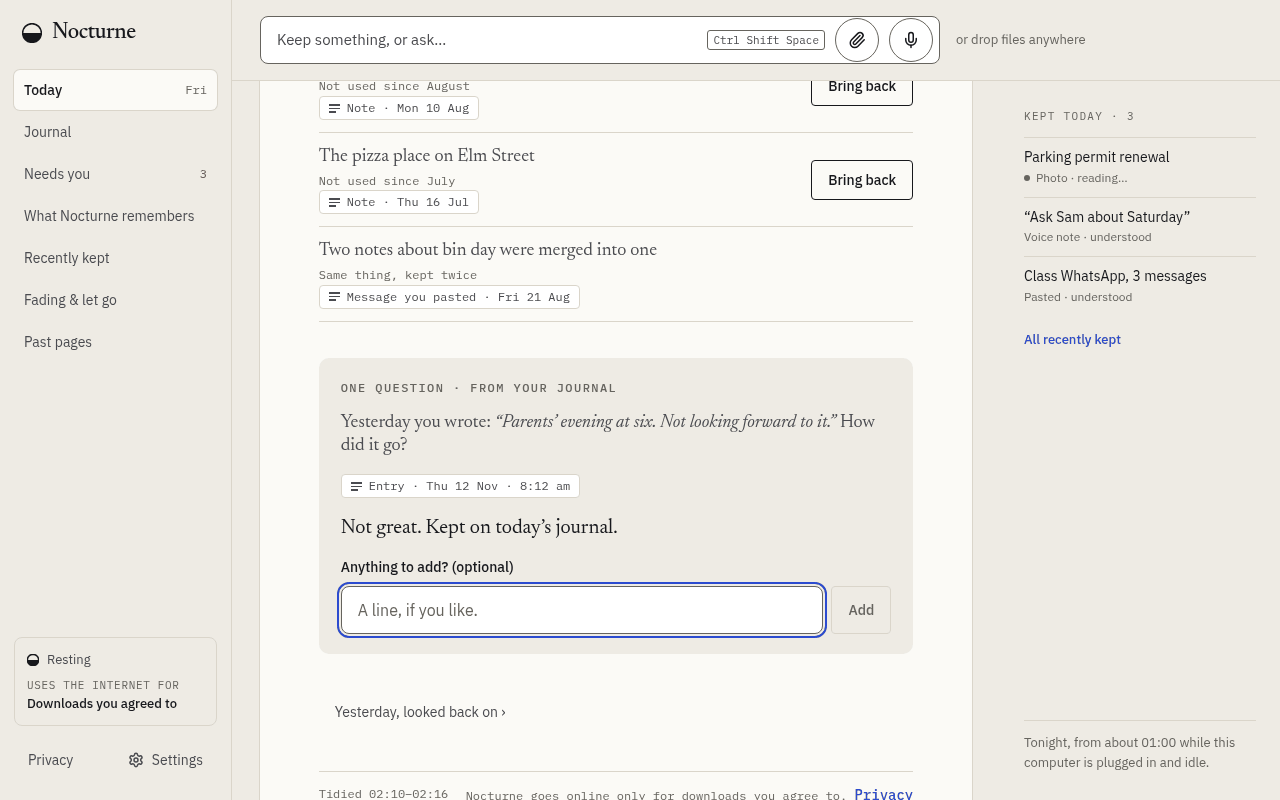 Nocturne
Today Fri
Journal
Needs you 3
What Nocturne remembers
Recently kept
Fading & let go
Past pages
Resting
USES THE INTERNET FOR
Downloads you agreed to
Privacy Settings
Keep something, or ask… Ctrl Shift Space
or drop files anywhere
Not used since August
Note · Mon 10 Aug
Bring back
The pizza place on Elm Street
Not used since July
Note · Thu 16 Jul
Bring back
Two notes about bin day were merged into one
Same thing, kept twice
Message you pasted · Fri 21 Aug
ONE QUESTION · FROM YOUR JOURNAL
Yesterday you wrote: “Parents’ evening at six. Not looking forward to it.” How
did it go?
Entry · Thu 12 Nov · 8:12 am
Not great. Kept on today’s journal.
Anything to add? (optional)
A line, if you like.
Add
Yesterday, looked back on ›
Tidied 02:10–02:16 Nocturne goes online only for downloads you agree to. Privacy
KEPT TODAY · 3
Parking permit renewal
Photo · reading…
“Ask Sam about Saturday”
Voice note · understood
Class WhatsApp, 3 messages
Pasted · understood
All recently kept
Tonight, from about 01:00 while this
computer is plugged in and idle.